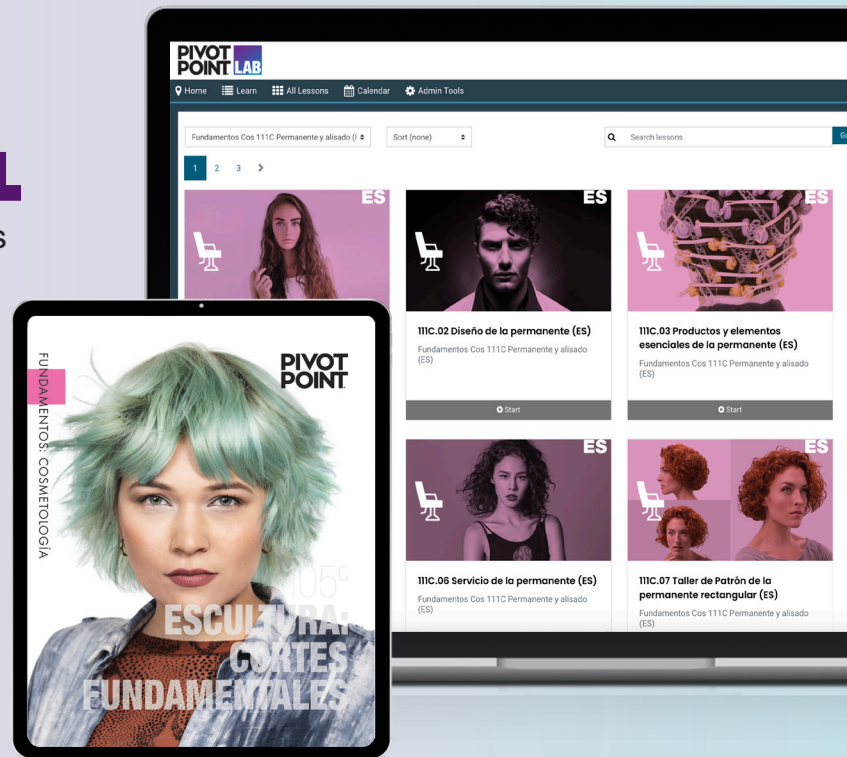 PIVOT
POINT LAB
Home Learn All Lessons Calendar Admin Tools
Fundamentos Cos 111C Permanente y alisado (
Sort (none)
Search lessons
1 2 3 >
ES
ES
ES
111C.02 Diseño de la permanente (ES)
Fundamentos Cos 111C Permanente y alisado
(ES)
Start
111C.03 Productos y elementos
esenciales de la permanente (ES)
Fundamentos Cos 111C Permanente y alisado
(ES)
Start
ES
ES
111C.06 Servicio de la permanente (ES)
Fundamentos Cos 111C Permanente y alisado
(ES)
111C.07 Taller de Patrón de la
permanente rectangular (ES)
Fundamentos Cos 111C Permanente y alisado
(ES)
FUNDAMENTOS: COSMETOLOGÍA
PIVOT
POINT
105°
ESCULTURA:
CORTES
FUNDAMENTALES